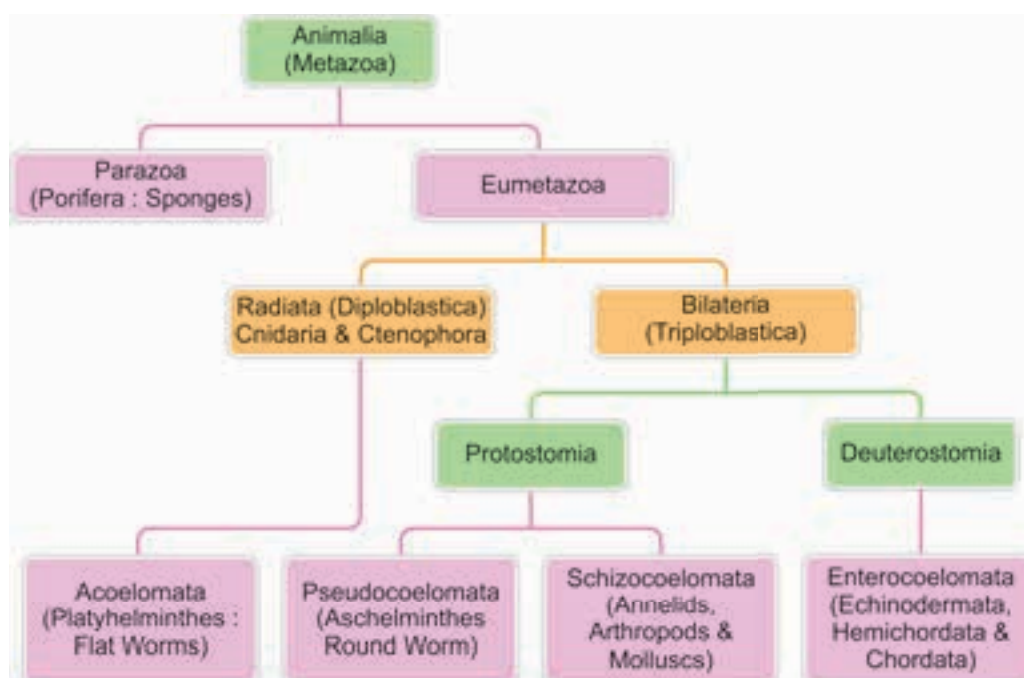 Animalia
(Metazoa)
Parazoa
(Porifera : Sponges)
Eumetazoa
Radiata (Diploblastica)
Cnidaria & Ctenophora
Bilateria
(Triploblastica)
Protostomia
Deuterostomia
Acoelomata
(Platyhelminthes :
Flat Worms)
Pseudocoelomata
(Aschelminthes
Round Worm)
Schizocoelomata
(Annelids,
Arthropods &
Molluscs)
Enterocoelomata
(Echinodermata,
Hemichordata &
Chordata)